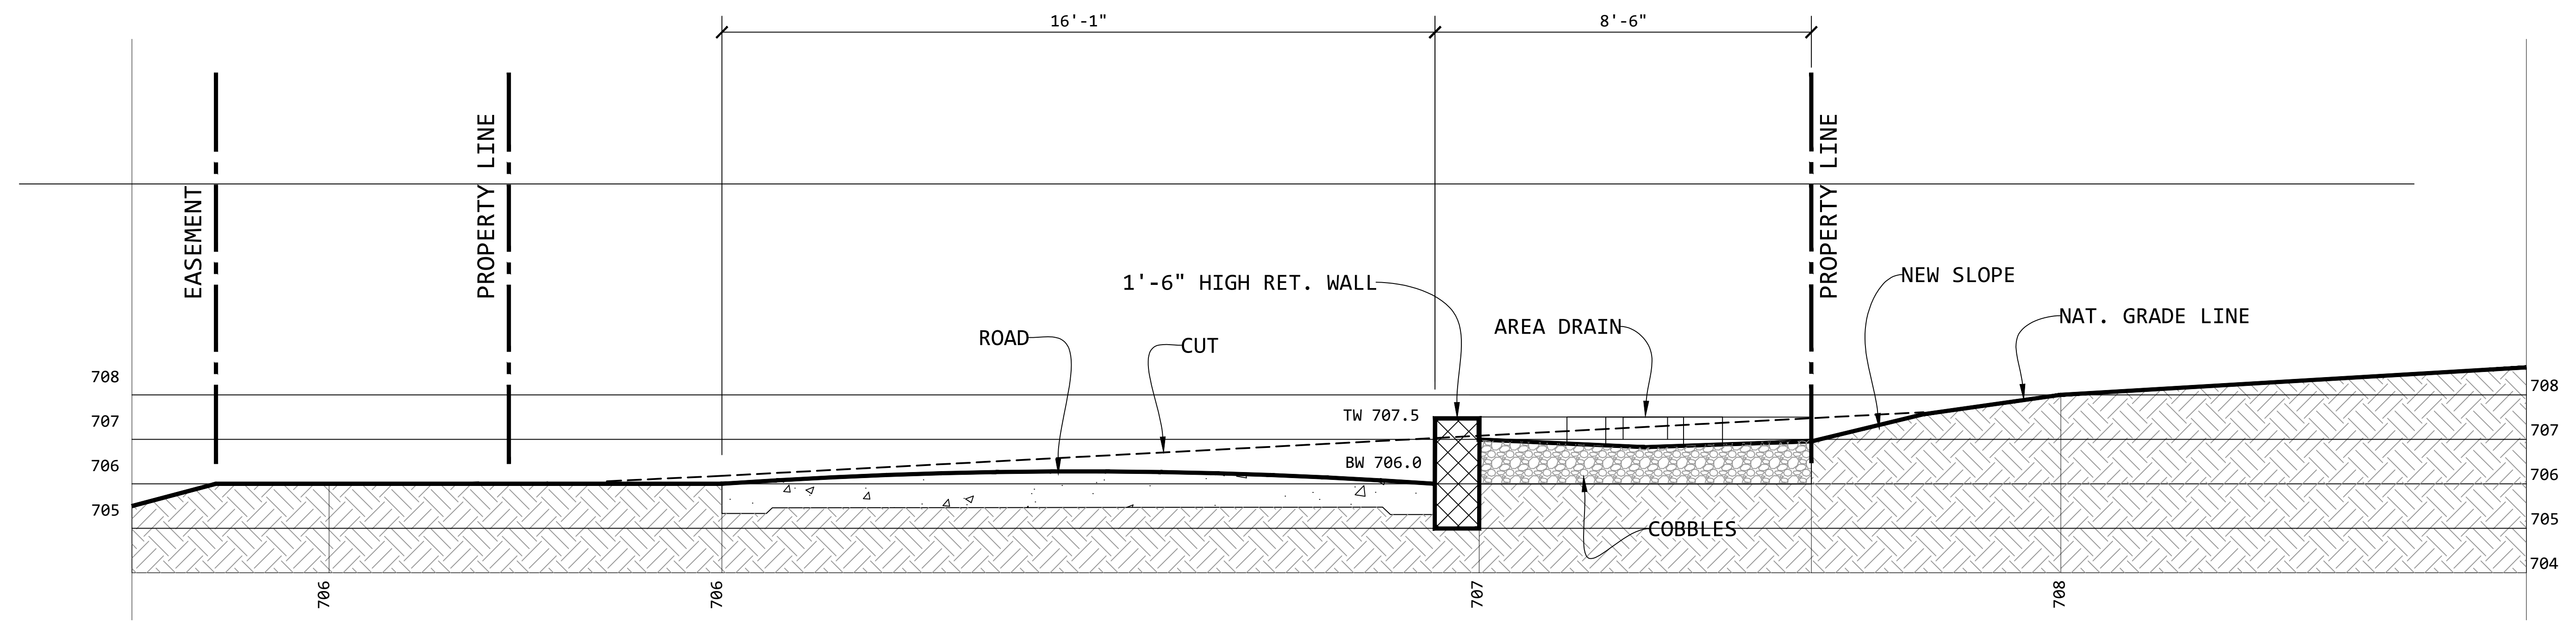 16'-1"
8'-6"
EASEMENT
PROPERTY LINE
PROPERTY LINE
1'-6" HIGH RET. WALL
NEW SLOPE
NAT. GRADE LINE
AREA DRAIN
ROAD
CUT
708
707
706
705
TW 707.5
BW 706.0
COBBLES
708
707
706
705
704
706
706
707
708